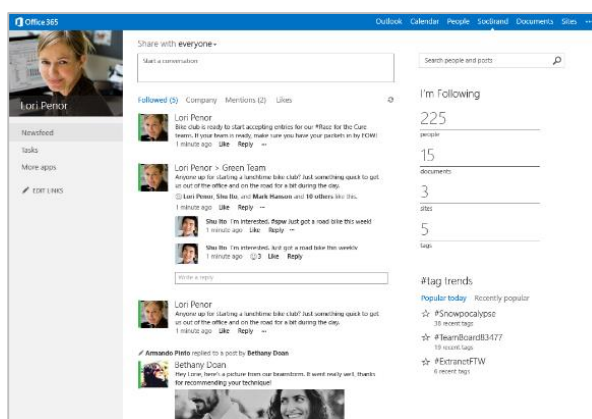 Office 365
Outlook Calendar People SocBrand Documents Sites ...
Share with everyone
Start a conversation
Search people and posts
Lori Penor
Newsfeed
Tasks
More apps
EDIT LINKS
Followed (5) Company Mentions (2) Likes
Lori Penor
Bike club is ready to start accepting entries for our #Race for the Cure
teams. If your team is ready, make sure you have your packets in by EOW!
1 minute ago Like Reply ...
Lori Penor > Green Team
Anyone up for starting a lunchtime bike club? Just something quick to get
us out of the office and on the road for a bit during the day.
Lori Penor, Shu Ito, and Mark Hanson and 10 others like this.
1 minute ago Like Reply ...
Shu Ito I'm interested. #spw Just got a road bike this week!
1 minute ago Like Reply ...
Shu Ito I'm interested. Just got a road bike this weekly
1 minute ago 3 Like Reply
Write a reply
Lori Penor
Anyone up for starting a lunchtime bike club? Just something quick to get
us out of the office and on the road for a bit during the day.
1 minute ago Like Reply ...
Armando Pinto replied to a post by Bethany Doan
Bethany Doan
Hey Lone, here's a picture from our brainstorm. It went really well, thanks
for recommending your technique!
I'm Following
225
people
15
documents
3
sites
5
tags
#tag trends
Popular today Recently popular
#Snowpocalypse
38 recent tags
#TeamBoard83477
19 recent tags
#ExtranetFTW
6 recent tags